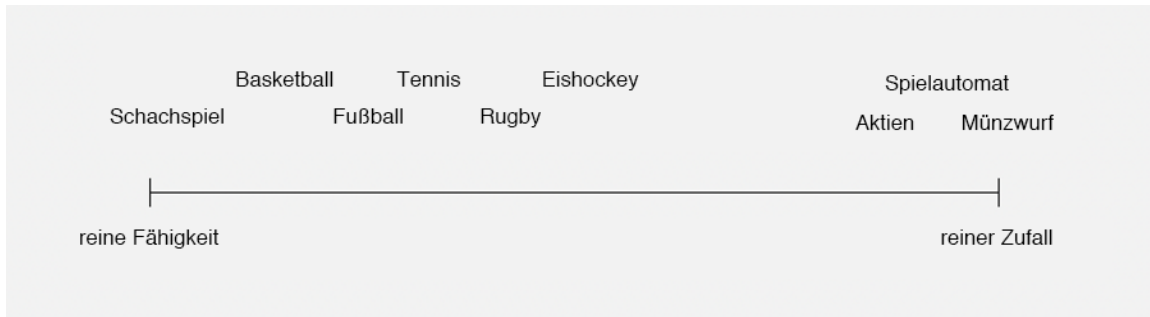 Basketball Tennis Eishockey Spielautomat
Schachspiel Fußball Rugby Aktien Münzwurf
reine Fähigkeit reiner Zufall